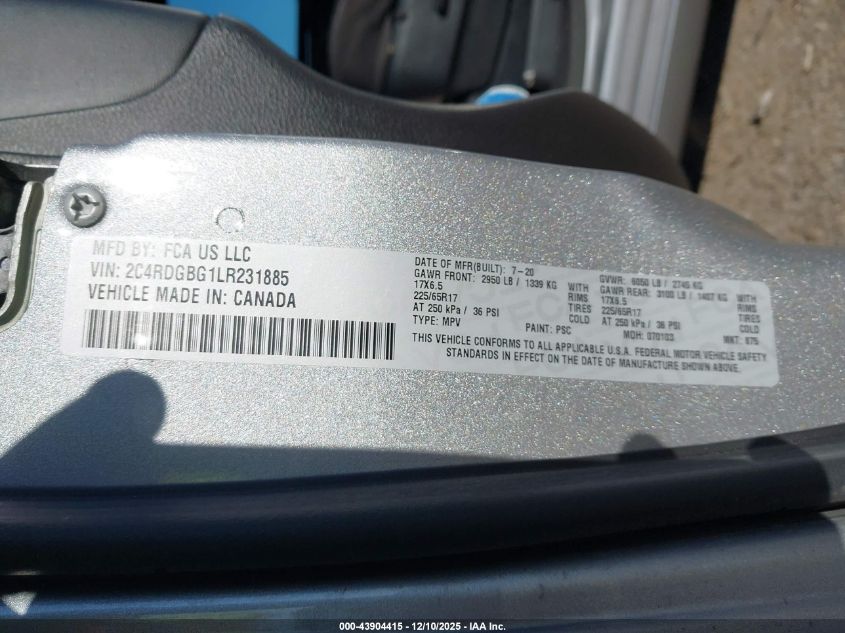 MFD BY: FCA US LLC
VIN: 2C4RDGBG1LR231885
VEHICLE MADE IN: CANADA
DATE OF MFR(BUILT): 7-20
GVWR: 6050 LB / 2745 KG
GAWR FRONT: 2950 LB / 1339 KG WITH
17X6.5 RIMS
225/65R17 TIRES
AT 250 kPa / 36 PSI COLD
GAWR REAR: 3100 LB / 1407 KG WITH
17X6.5 RIMS
225/65R17 TIRES
AT 250 kPa / 36 PSI COLD
TYPE: MPV PAINT: PSC MDH: 070103 MKT: 675
THIS VEHICLE CONFORMS TO ALL APPLICABLE U.S.A. FEDERAL MOTOR VEHICLE SAFETY
STANDARDS IN EFFECT ON THE DATE OF MANUFACTURE SHOWN ABOVE.
000-43904415 - 12/10/2025 - IAA Inc.